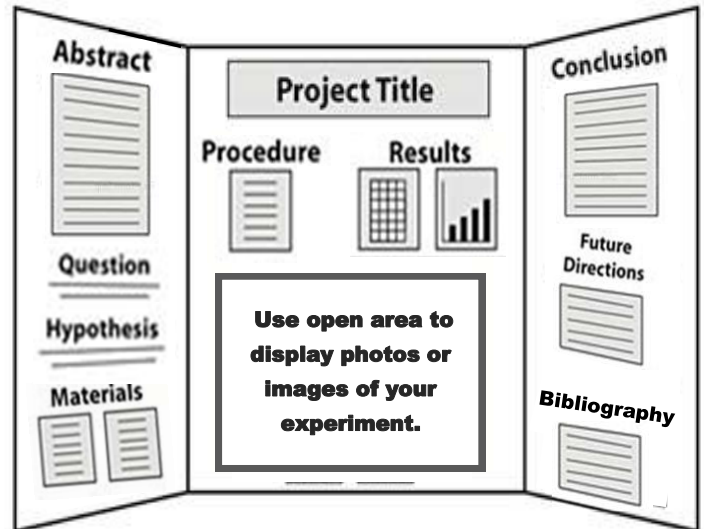 Abstract
Question
Hypothesis
Materials
Project Title
Procedure
Results
Use open area to
display photos or
images of your
experiment.
Conclusion
Future
Directions
Bibliography